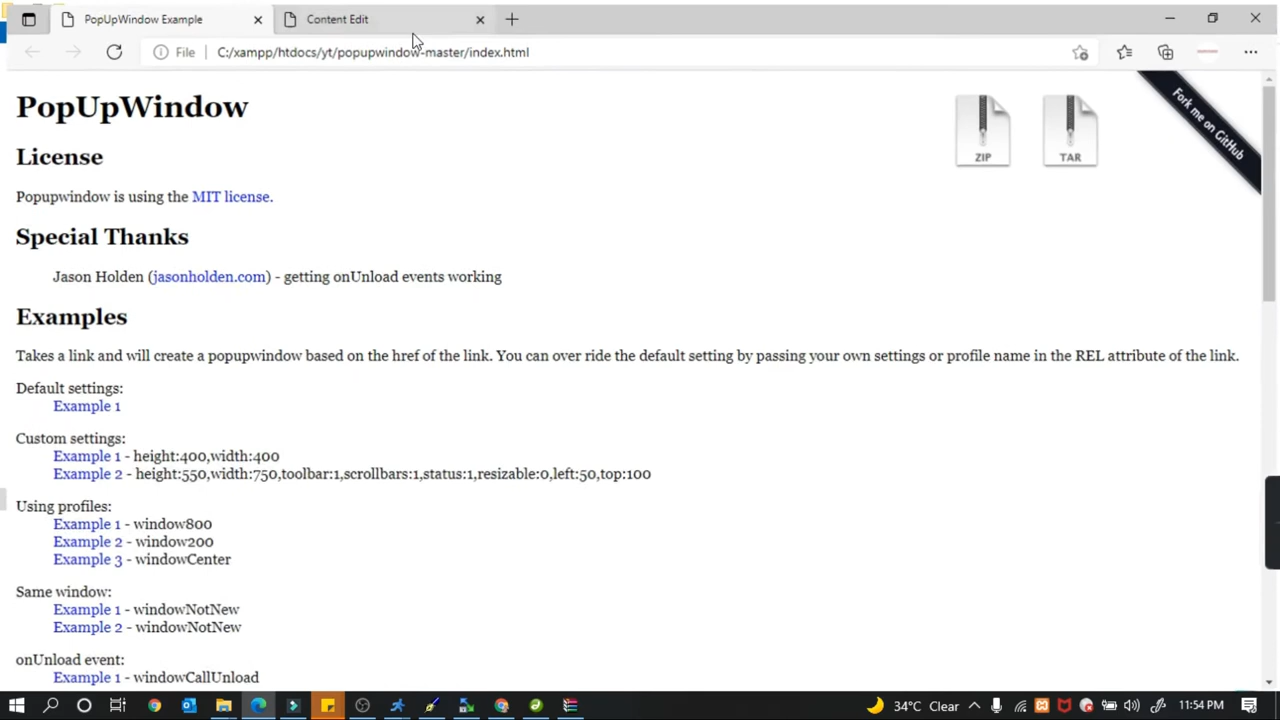 PopUpWindow Example
Content Edit
File
C:/xampp/htdocs/yt/popupwindow-master/index.html
PopUpWindow
ZIP
TAR
Fork me on GitHub
License
Popupwindow is using the MIT license.
Special Thanks
Jason Holden (jasonholden.com) - getting onUnload events working
Examples
Takes a link and will create a popupwindow based on the href of the link. You can over ride the default setting by passing your own settings or profile name in the REL attribute of the link.
Default settings:
Example 1
Custom settings:
Example 1 - height:400,width:400
Example 2 - height:550,width:750,toolbar:1,scrollbars:1,status:1,resizable:0,left:50,top:100
Using profiles:
Example 1 - window800
Example 2 - window200
Example 3 - windowCenter
Same window:
Example 1 - windowNotNew
Example 2 - windowNotNew
onUnload event:
Example 1 - windowCallUnload
34°C Clear
11:54 PM